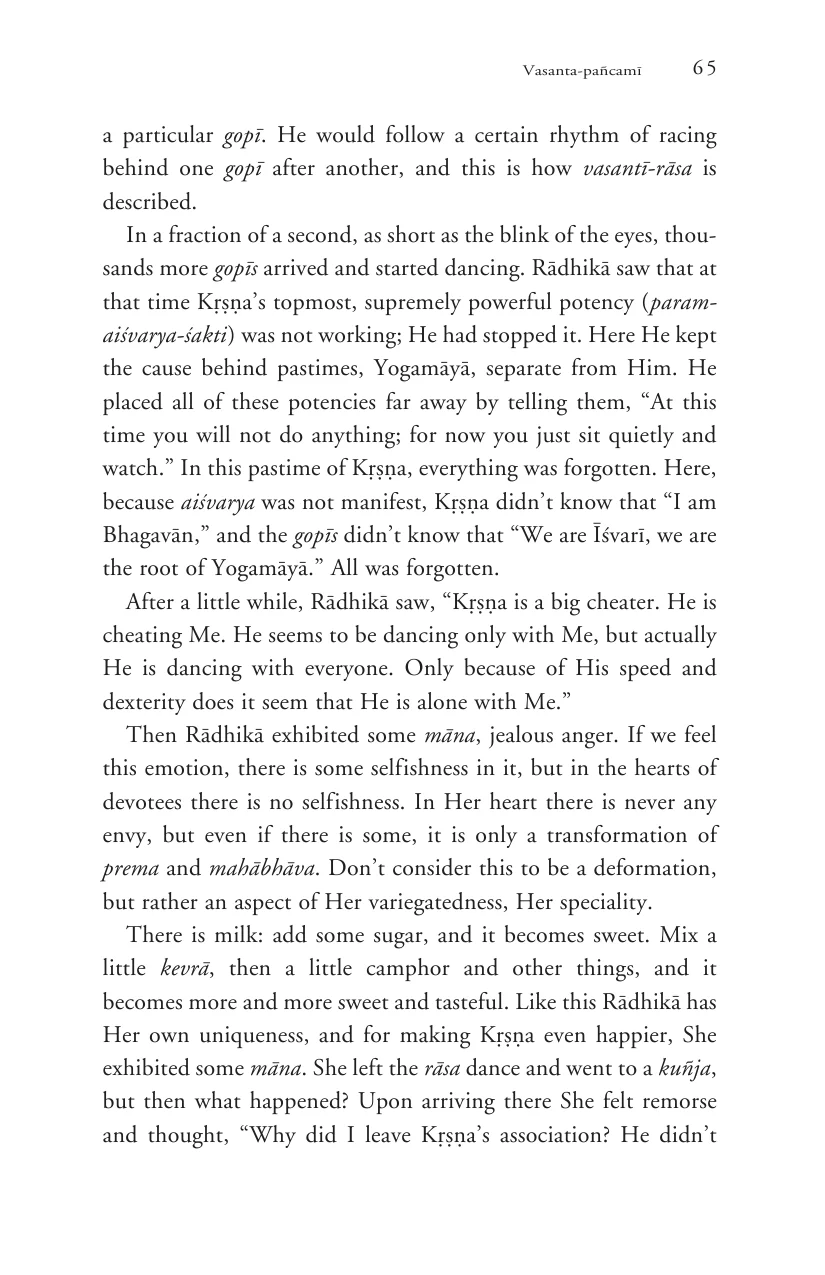 Vasanta-pañcamī 65
a particular gopī. He would follow a certain rhythm of racing
behind one gopī after another, and this is how vasantī-rāsa is
described.
In a fraction of a second, as short as the blink of the eyes, thou-
sands more gopīs arrived and started dancing. Rādhikā saw that at
that time Kṛṣṇa’s topmost, supremely powerful potency (param-
aiśvarya-śakti) was not working; He had stopped it. Here He kept
the cause behind pastimes, Yogamāyā, separate from Him. He
placed all of these potencies far away by telling them, “At this
time you will not do anything; for now you just sit quietly and
watch.” In this pastime of Kṛṣṇa, everything was forgotten. Here,
because aiśvarya was not manifest, Kṛṣṇa didn’t know that “I am
Bhagavān,” and the gopīs didn’t know that “We are Īśvarī, we are
the root of Yogamāyā.” All was forgotten.
After a little while, Rādhikā saw, “Kṛṣṇa is a big cheater. He is
cheating Me. He seems to be dancing only with Me, but actually
He is dancing with everyone. Only because of His speed and
dexterity does it seem that He is alone with Me.”
Then Rādhikā exhibited some māna, jealous anger. If we feel
this emotion, there is some selfishness in it, but in the hearts of
devotees there is no selfishness. In Her heart there is never any
envy, but even if there is some, it is only a transformation of
prema and mahābhāva. Don’t consider this to be a deformation,
but rather an aspect of Her variegatedness, Her speciality.
There is milk: add some sugar, and it becomes sweet. Mix a
little kevrā, then a little camphor and other things, and it
becomes more and more sweet and tasteful. Like this Rādhikā has
Her own uniqueness, and for making Kṛṣṇa even happier, She
exhibited some māna. She left the rāsa dance and went to a kuñja,
but then what happened? Upon arriving there She felt remorse
and thought, “Why did I leave Kṛṣṇa’s association? He didn’t